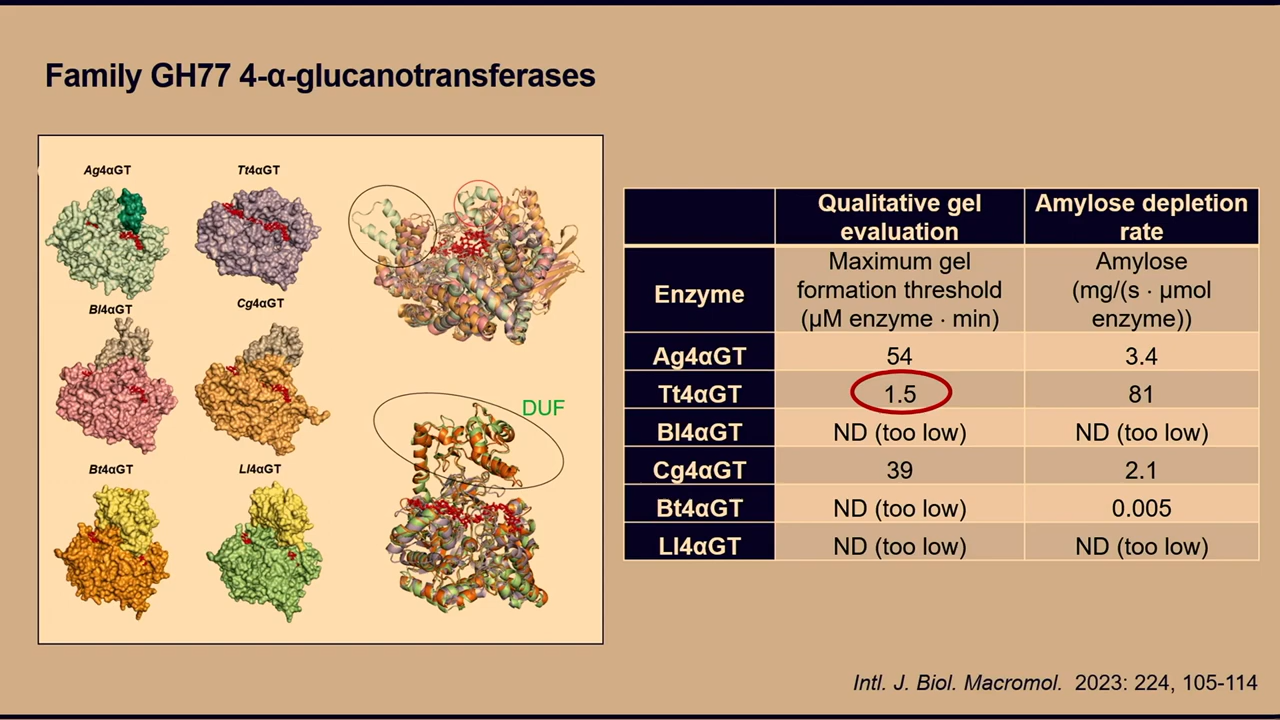 Family GH77 4-α-glucanotransferases
Ag4αGT
Tt4αGT
Bl4αGT
Cg4αGT
Bt4αGT
Ll4αGT
DUF
Qualitative gel evaluation
Amylose depletion rate
Enzyme
Maximum gel formation threshold (µM enzyme · min)
Amylose (mg/(s · µmol enzyme))
Ag4αGT 54 3.4
Tt4αGT 1.5 81
Bl4αGT ND (too low) ND (too low)
Cg4αGT 39 2.1
Bt4αGT ND (too low) 0.005
Ll4αGT ND (too low) ND (too low)
Intl. J. Biol. Macromol. 2023: 224, 105-114